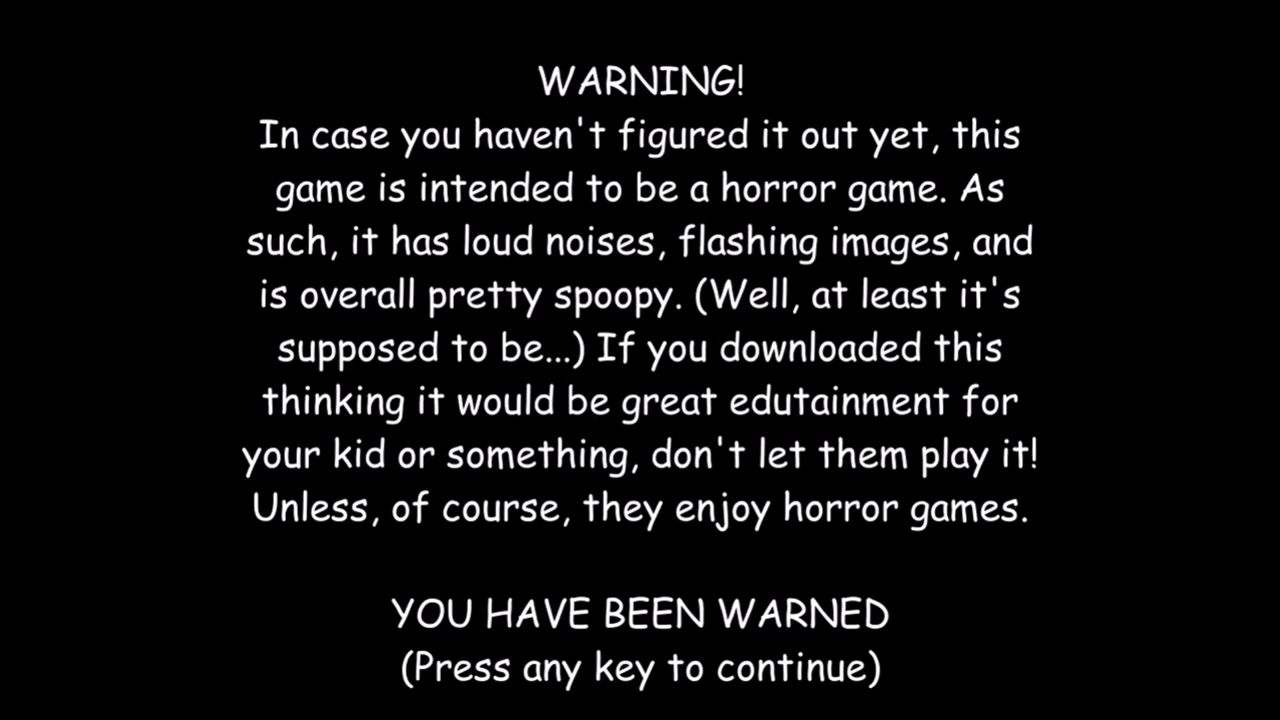 WARNING!
In case you haven't figured it out yet, this
game is intended to be a horror game. As
such, it has loud noises, flashing images, and
is overall pretty spoopy. (Well, at least it's
supposed to be...) If you downloaded this
thinking it would be great edutainment for
your kid or something, don't let them play it!
Unless, of course, they enjoy horror games.
YOU HAVE BEEN WARNED
(Press any key to continue)